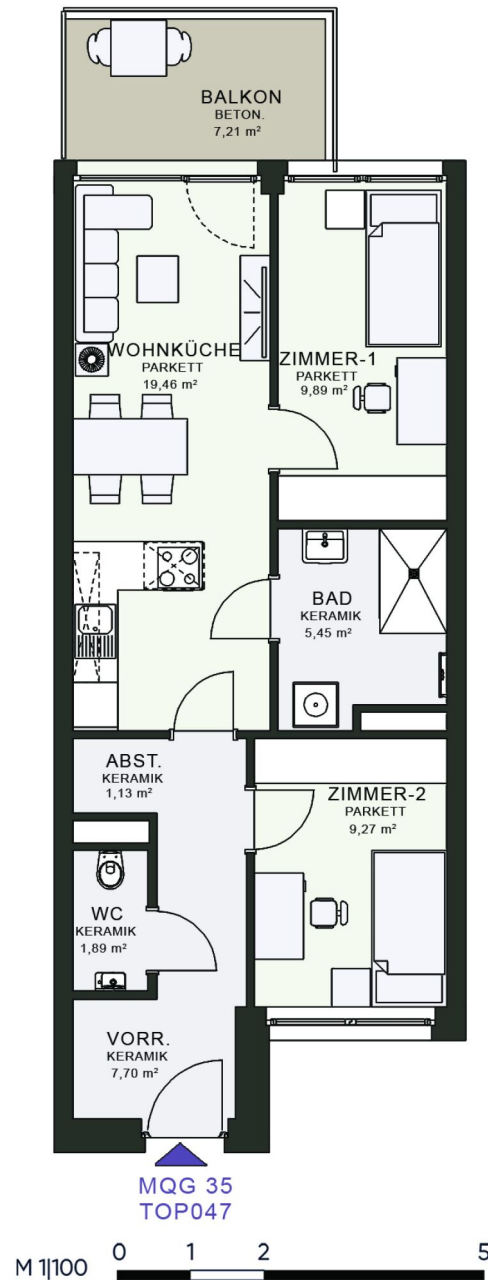 BALKON
BETON.
7,21 m²
WOHNKÜCHE
PARKETT
19,46 m²
ZIMMER-1
PARKETT
9,89 m²
BAD
KERAMIK
5,45 m²
ABST.
KERAMIK
1,13 m²
ZIMMER-2
PARKETT
9,27 m²
WC
KERAMIK
1,89 m²
VORR.
KERAMIK
7,70 m²
MQG 35
TOP047
M 1|100 0 1 2 5